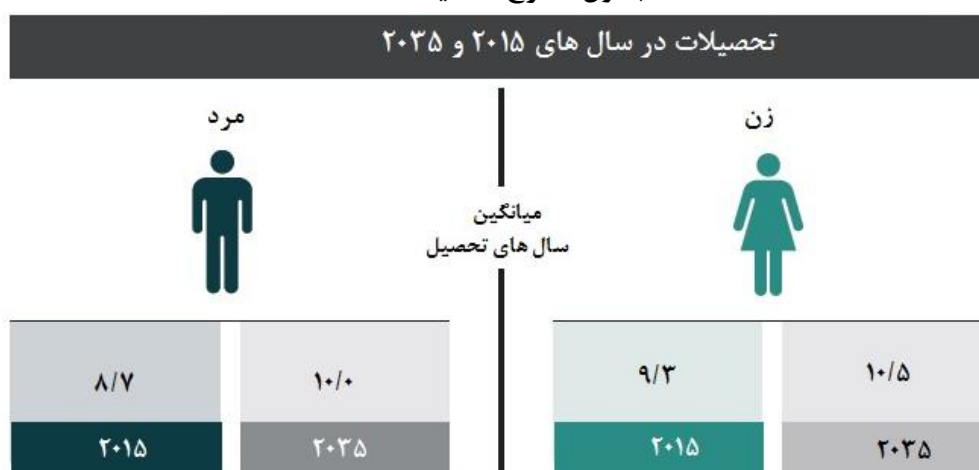 تحصیلات در سال های ۲۰۱۵ و ۲۰۳۵
زن
مرد
میانگین
سال های تحصیل
۱۰/۵
۹/۳
۱۰/۰
۸/۷
۲۰۳۵
۲۰۱۵
۲۰۳۵
۲۰۱۵